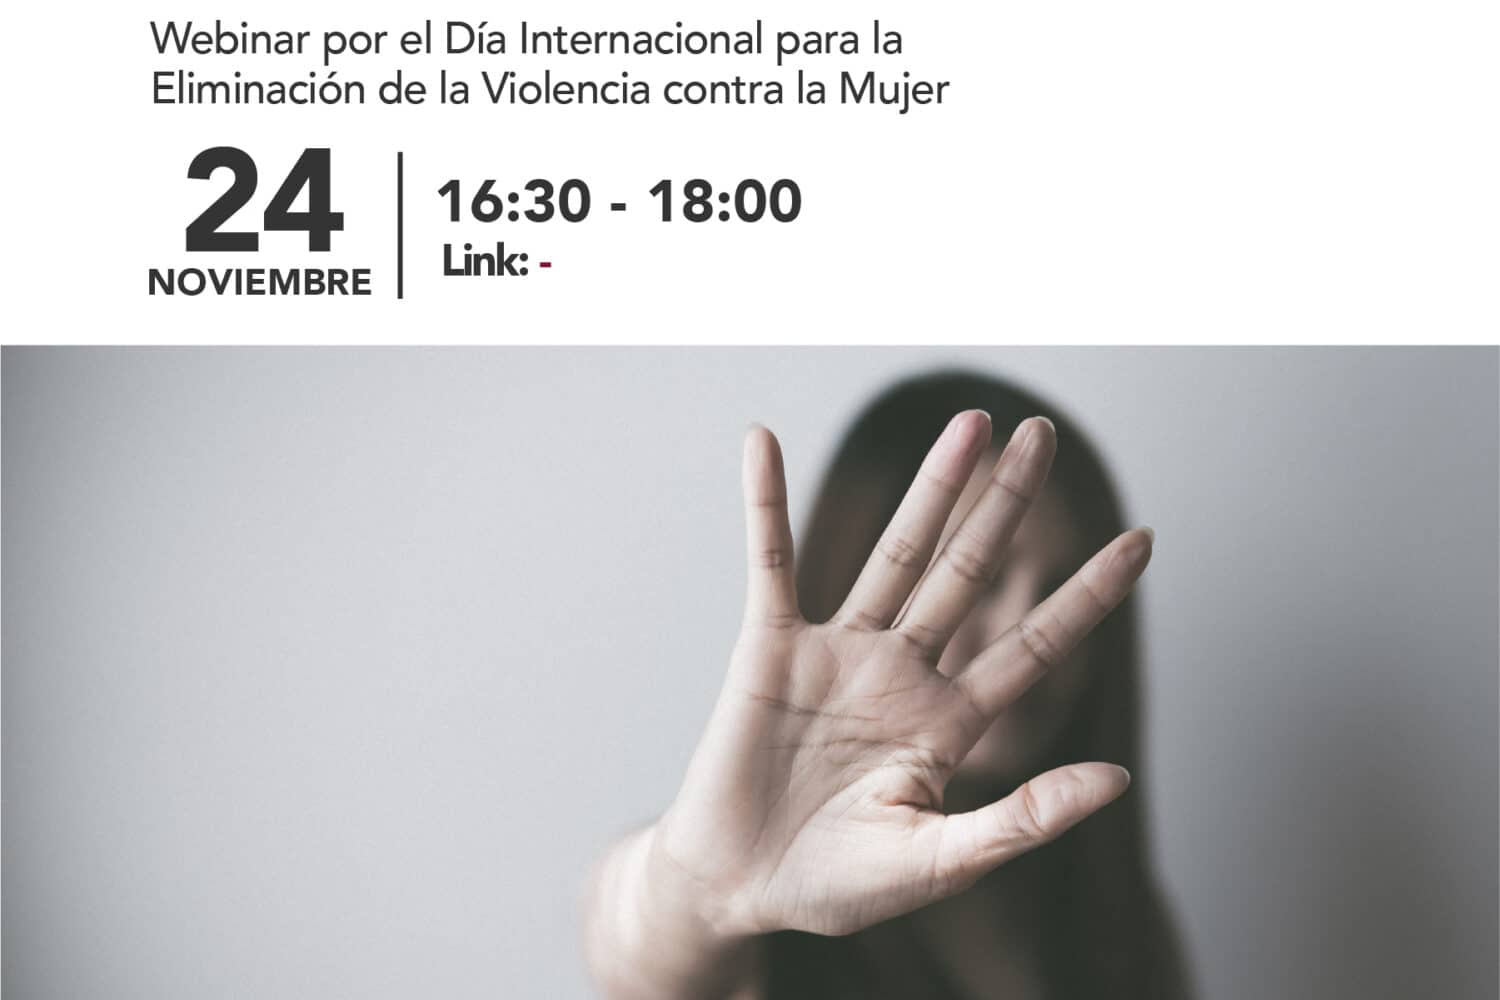 Webinar por el Día Internacional para la
Eliminación de la Violencia contra la Mujer
24
NOVIEMBRE
16:30 - 18:00
Link: -